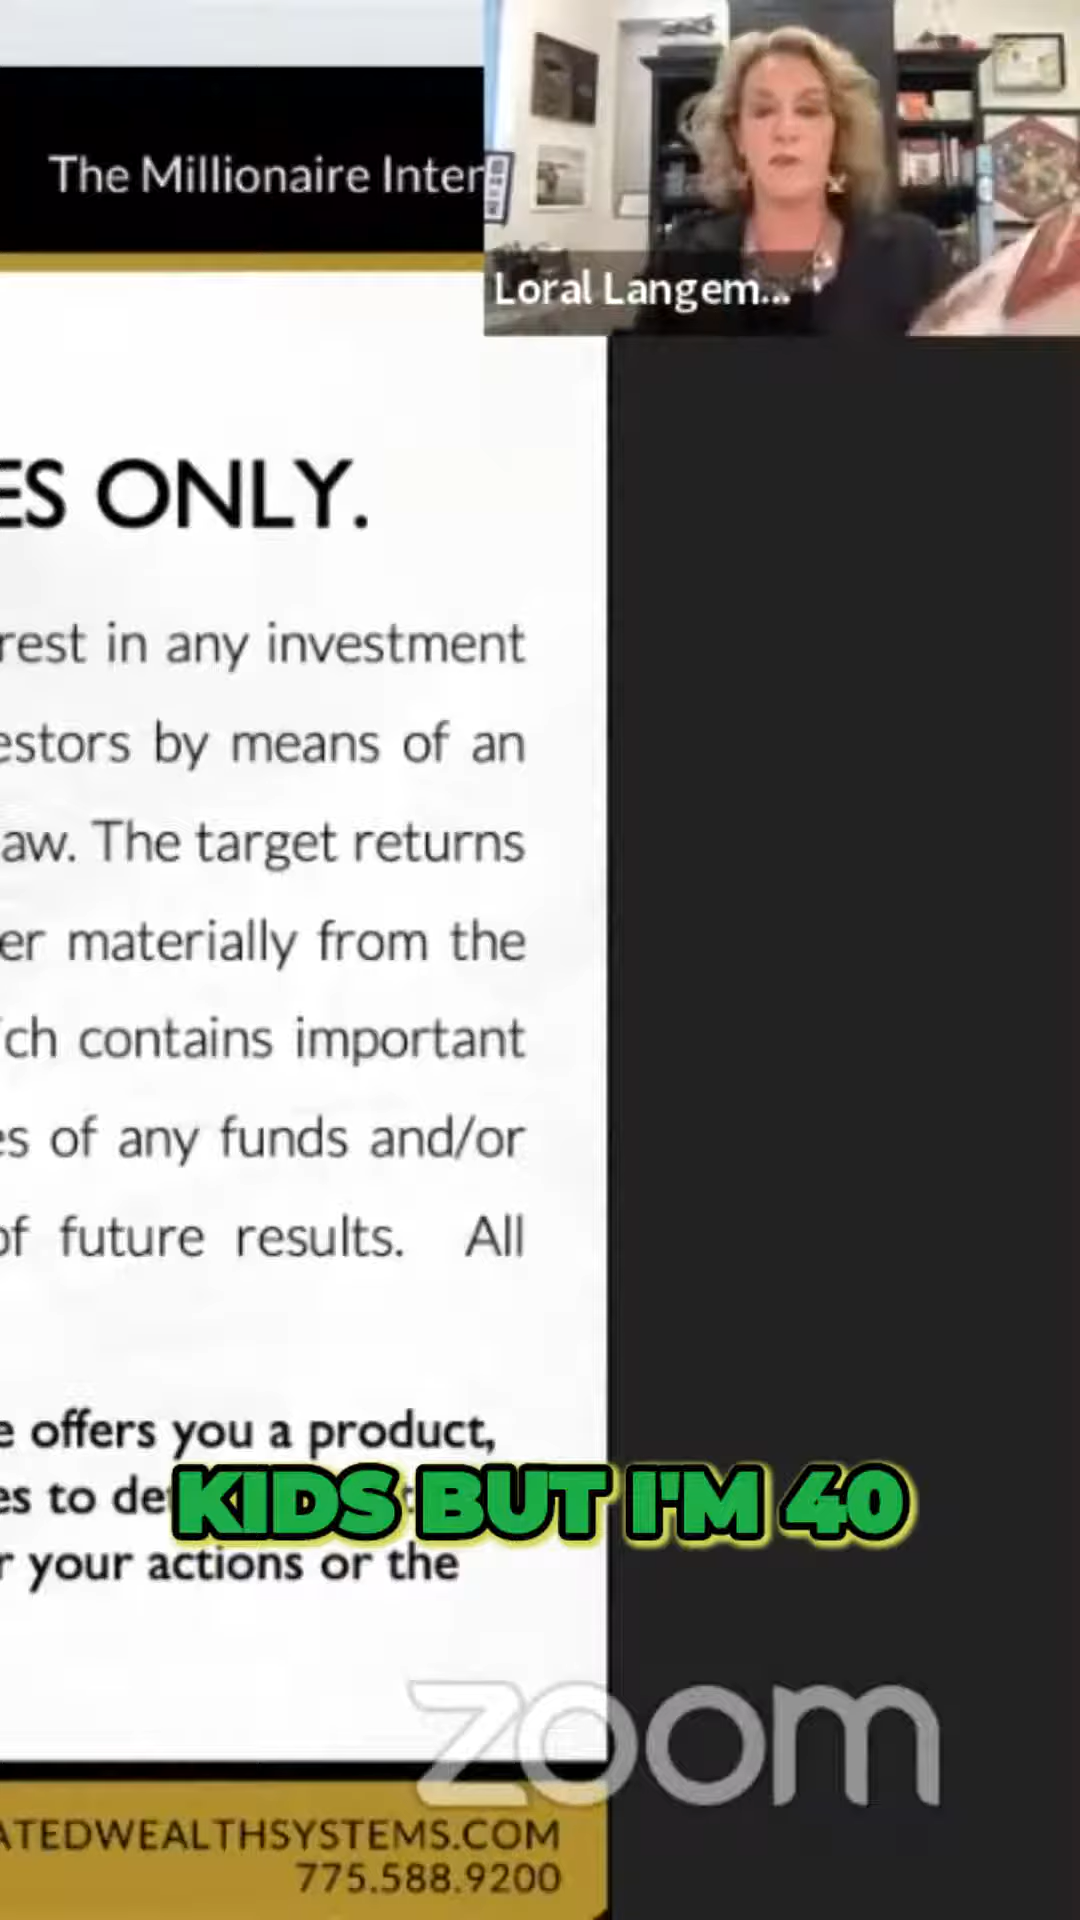 The Millionaire Inter
Loral Langem...
ES ONLY.
rest in any investment
estors by means of an
aw. The target returns
er materially from the
ch contains important
es of any funds and/or
of future results. All
e offers you a product,
es to de
KIDS BUT I'M 40
r your actions or the
zoom
ATEDWEALTHSYSTEMS.COM
775.588.9200